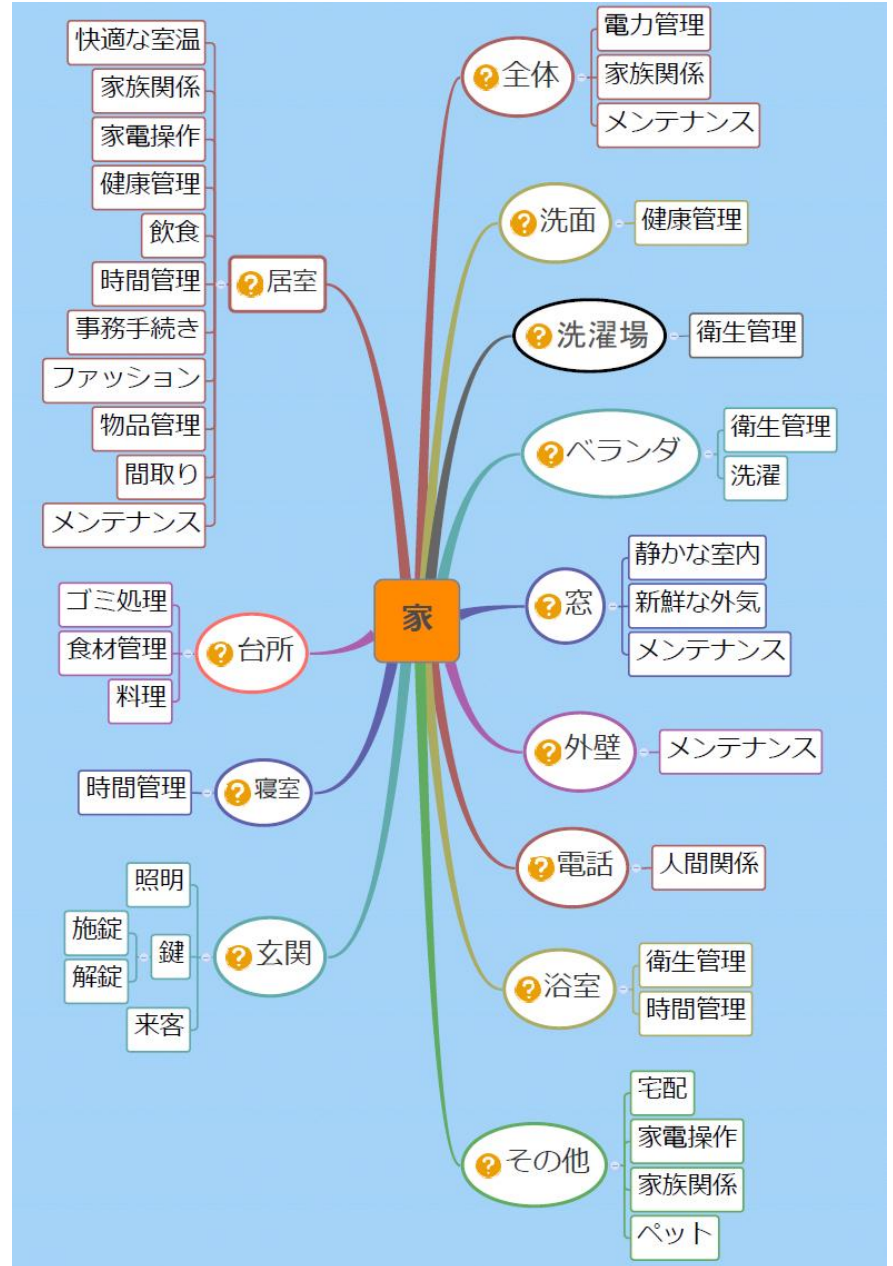 家
全体
電力管理
家族関係
メンテナンス
洗面
健康管理
洗濯場
衛生管理
ベランダ
衛生管理
洗濯
窓
静かな室内
新鮮な外気
メンテナンス
外壁
メンテナンス
電話
人間関係
浴室
衛生管理
時間管理
その他
宅配
家電操作
家族関係
ペット
居室
快適な室温
家族関係
家電操作
健康管理
飲食
時間管理
事務手続き
ファッション
物品管理
間取り
メンテナンス
台所
ゴミ処理
食材管理
料理
寝室
時間管理
玄関
照明
鍵
施錠
解錠
来客